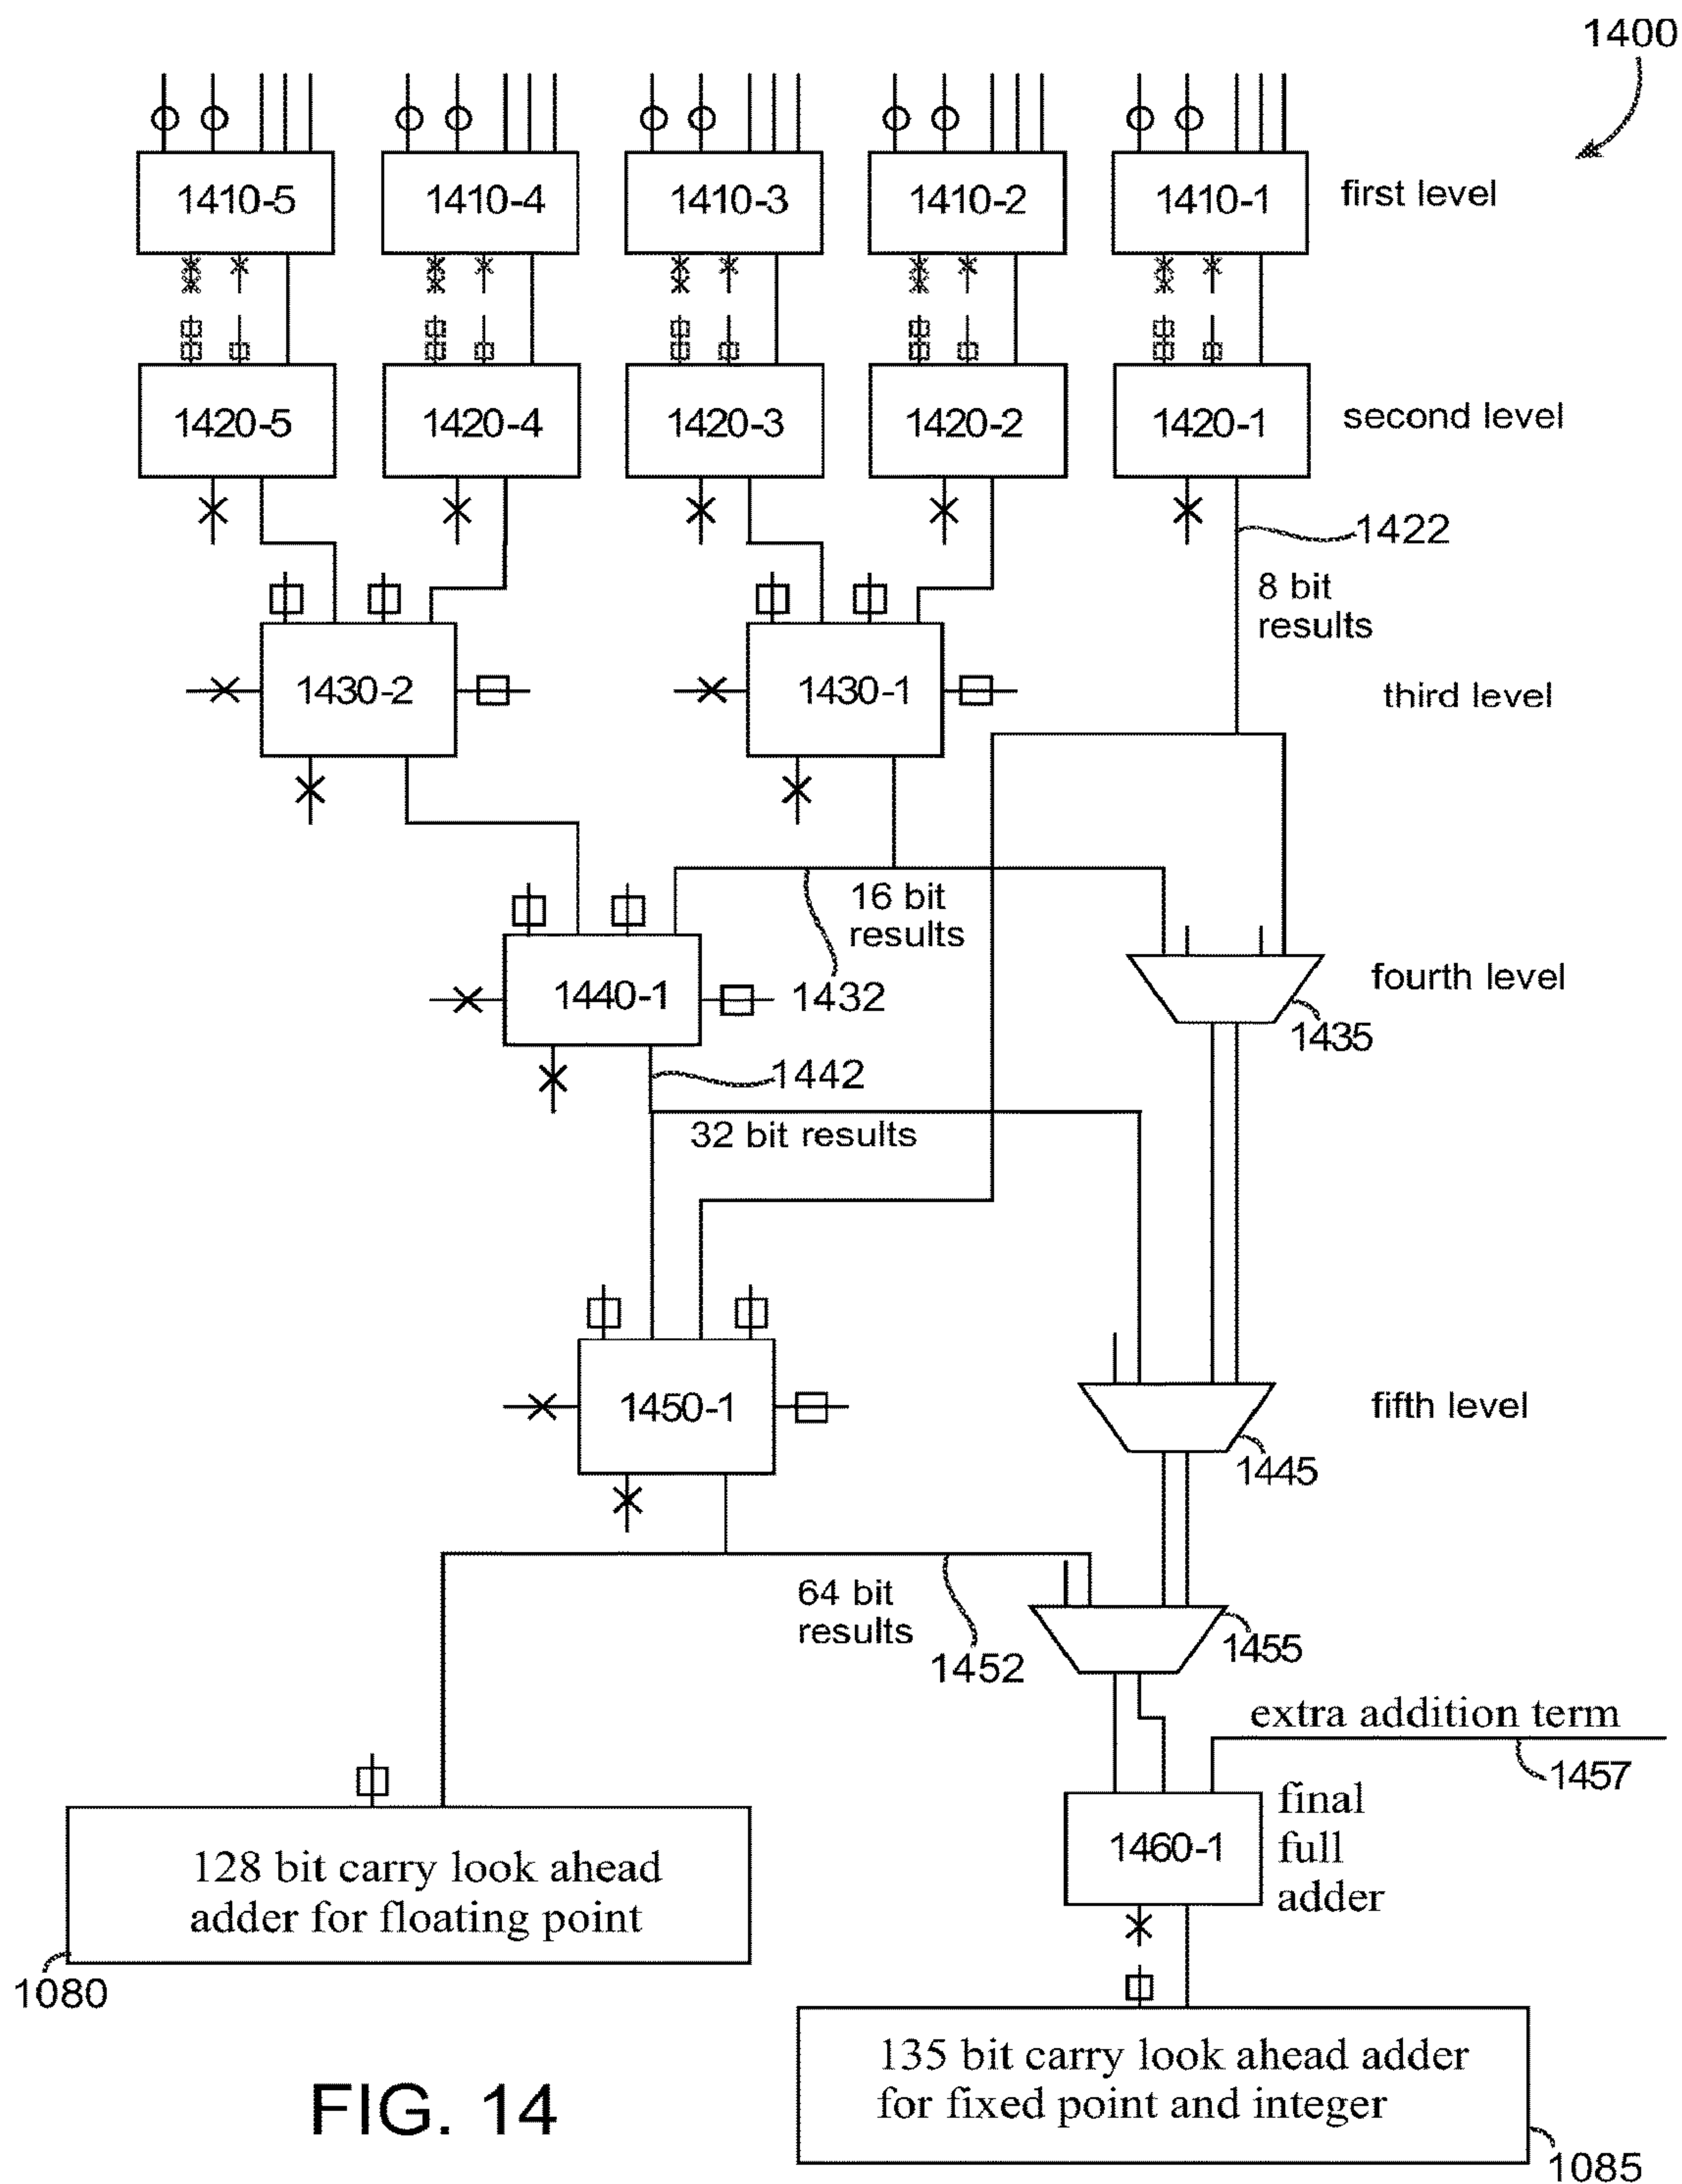 1400
1410-5 1410-4 1410-3 1410-2 1410-1 first level
1420-5 1420-4 1420-3 1420-2 1420-1 second level
1422
8 bit
results
1430-2 1430-1 third level
16 bit
results
1432
1440-1 fourth level
1435
1442
32 bit results
1450-1 fifth level
1445
64 bit
results
1452
1455
extra addition term
1457
1460-1
final
full
adder
128 bit carry look ahead
adder for floating point
1080
135 bit carry look ahead adder
for fixed point and integer
1085
FIG. 14